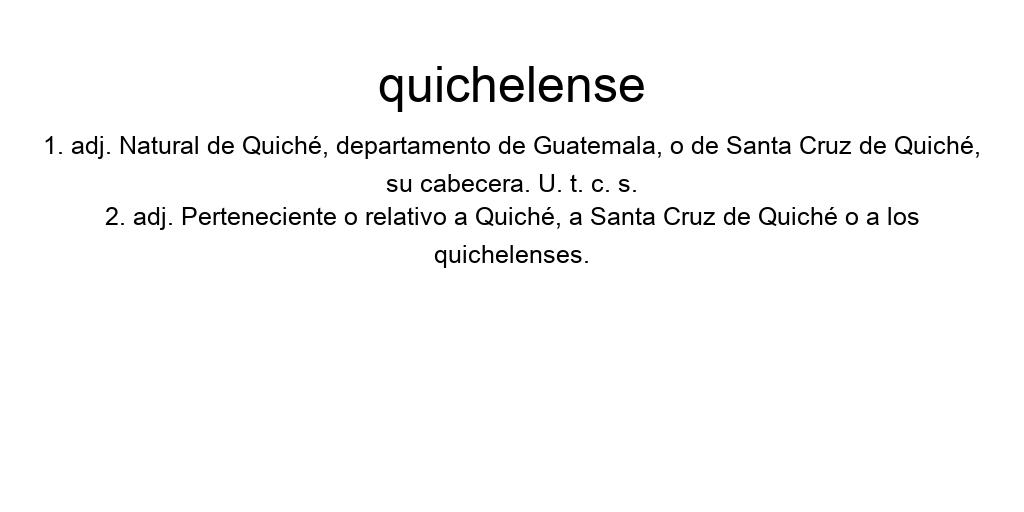 quichelense
1. adj. Natural de Quiché, departamento de Guatemala, o de Santa Cruz de Quiché,
su cabecera. U. t. c. s.
2. adj. Perteneciente o relativo a Quiché, a Santa Cruz de Quiché o a los
quichelenses.